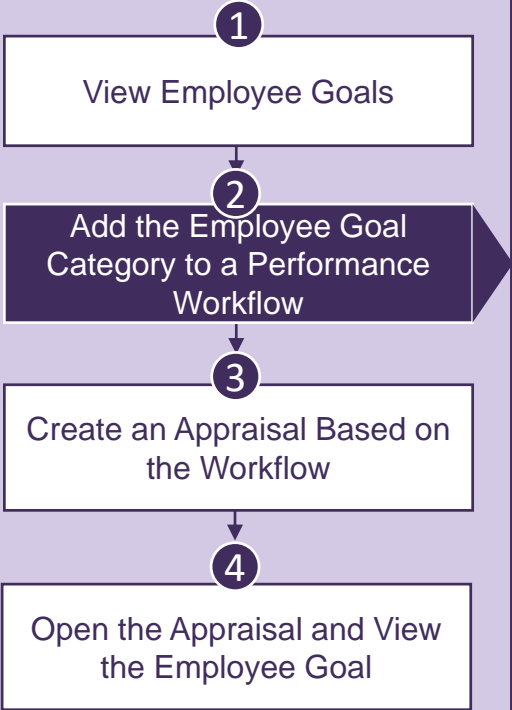 1
View Employee Goals
2
Add the Employee Goal
Category to a Performance
Workflow
3
Create an Appraisal Based on
the Workflow
4
Open the Appraisal and View
the Employee Goal